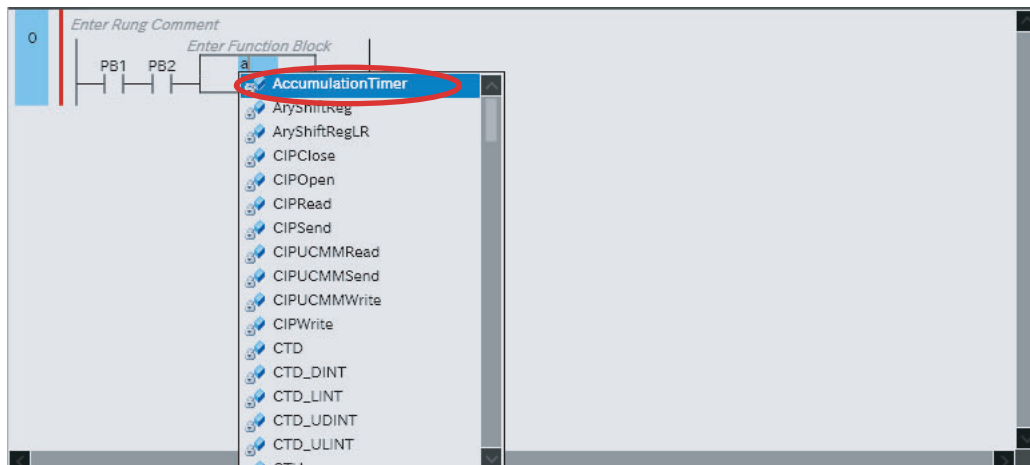 Enter Rung Comment
0
Enter Function Block
PB1 PB2 a
AccumulationTimer
AryShiftReg
AryShiftRegLR
CIPClose
CIPOpen
CIPRead
CIPSend
CIPUCMMRead
CIPUCMMSend
CIPUCMMWrite
CIPWrite
CTD
CTD_DINT
CTD_LINT
CTD_UDINT
CTD_ULINT